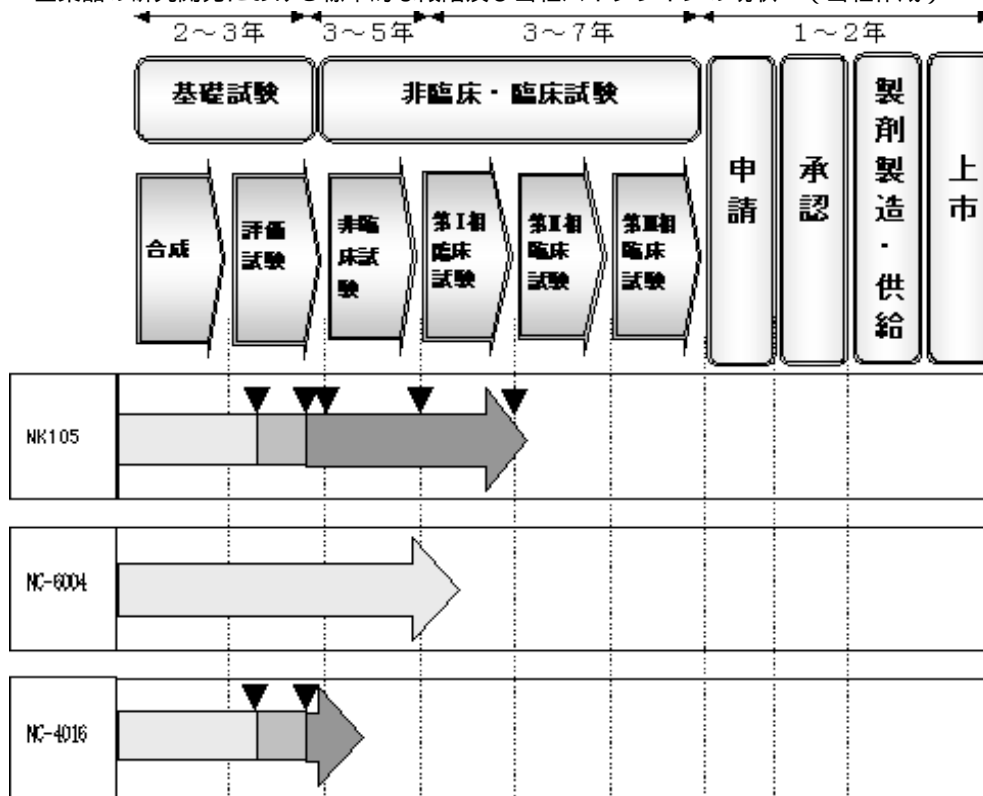 2～3年 3～5年 3～7年 1～2年
基礎試験
非臨床・臨床試験
申請
承認
製剤製造・供給
上市
合成
評価
試験
非臨
床試
験
第Ⅰ相
臨床
試験
第Ⅱ相
臨床
試験
第Ⅲ相
臨床
試験
NK105
NC-6004
NC-4016